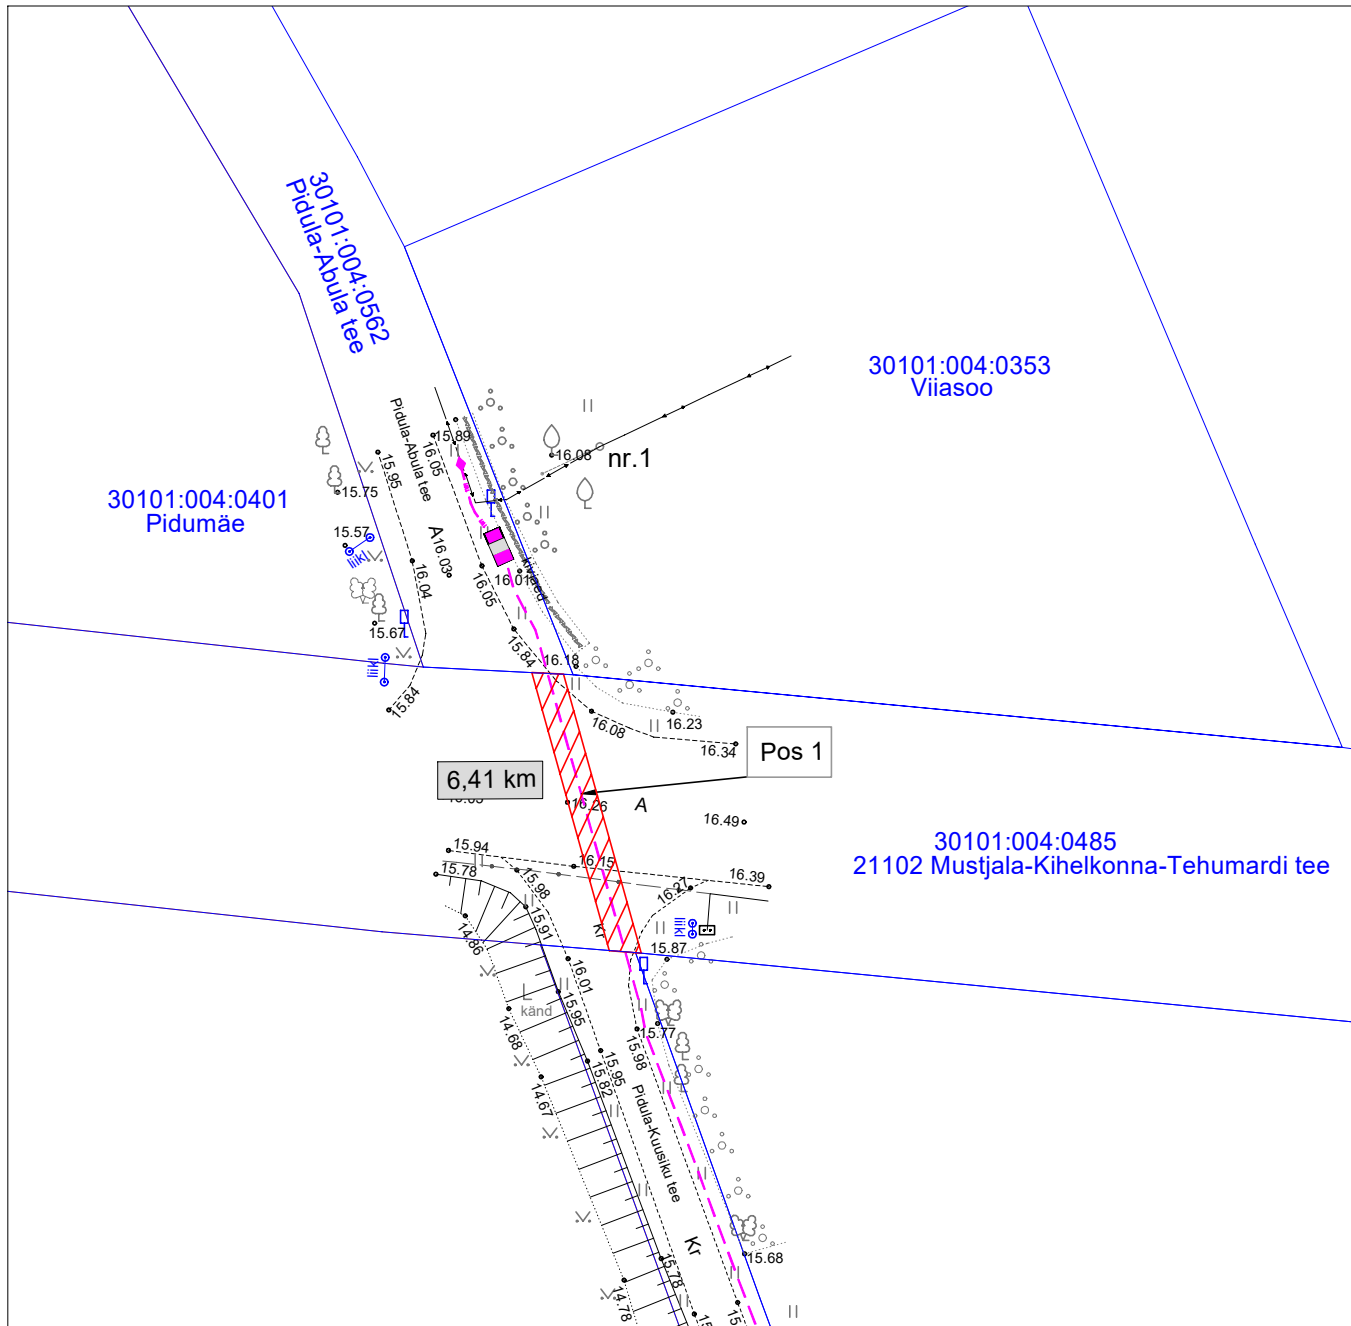 30101:004:0562
Pidula-Abula tee
30101:004:0353
Viiasoo
Pidula-Abula tee
15.89
16.05
15.95
16.08
nr.1
30101:004:0401
Pidumäe
15.75
15.57
liikl
A
16.03
16.04
16.05
16.01
kiviaed
15.67
15.84
16.18
liikl
15.84
16.08
16.23
16.34
Pos 1
6,41 km
16.26
A
16.49
30101:004:0485
21102 Mustjala-Kihelkonna-Tehumardi tee
15.94
16.15
16.39
15.78
15.98
16.27
15.91
Kr
liikl
14.86
15.87
16.01
känd
15.95
14.68
15.77
15.98
15.95
15.82
14.67
Pidula-Kuusiku tee
Kr
15.68
15.78
14.78